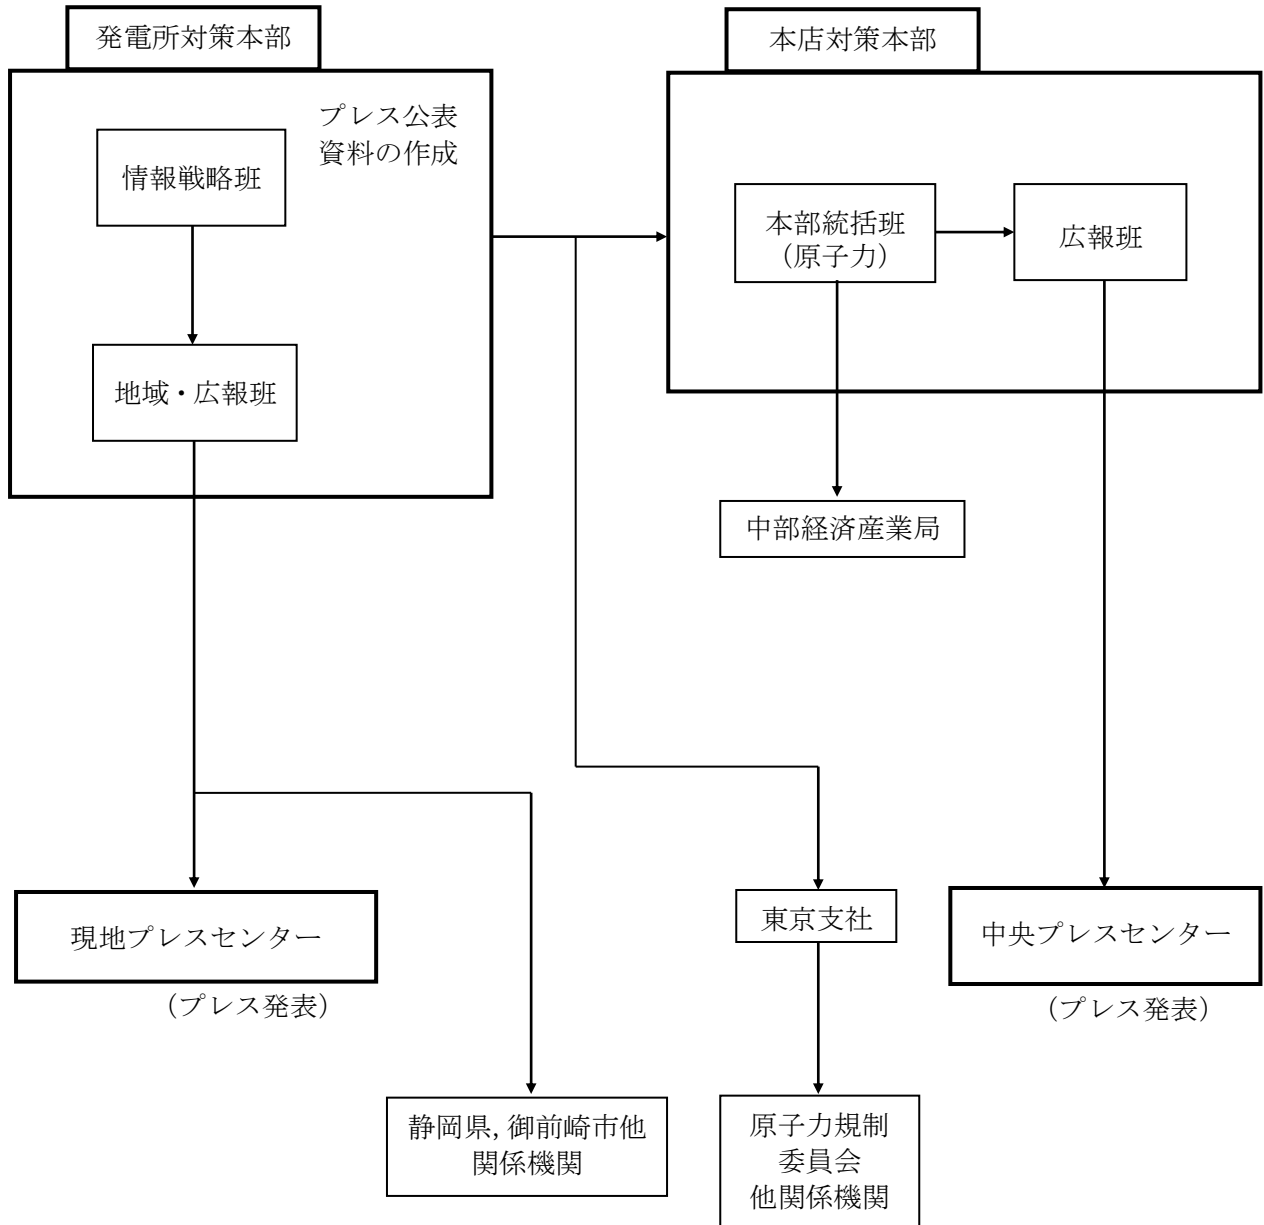 発電所対策本部
本店対策本部
プレス公表
資料の作成
情報戦略班
本部統括班
（原子力）
広報班
地域・広報班
中部経済産業局
現地プレスセンター
（プレス発表）
東京支社
中央プレスセンター
（プレス発表）
静岡県, 御前崎市他
関係機関
原子力規制
委員会
他関係機関